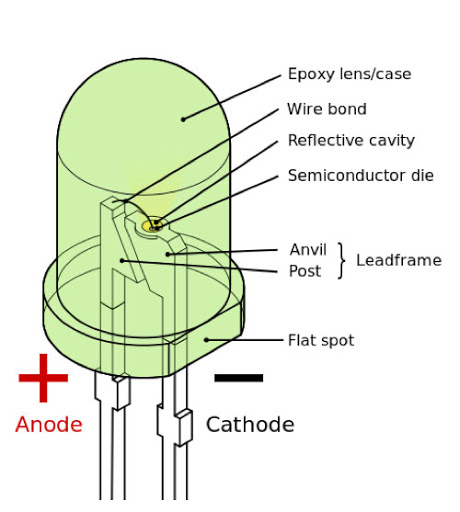 Epoxy lens/case
Wire bond
Reflective cavity
Semiconductor die
Anvil
Post
Leadframe
Flat spot
Anode
Cathode